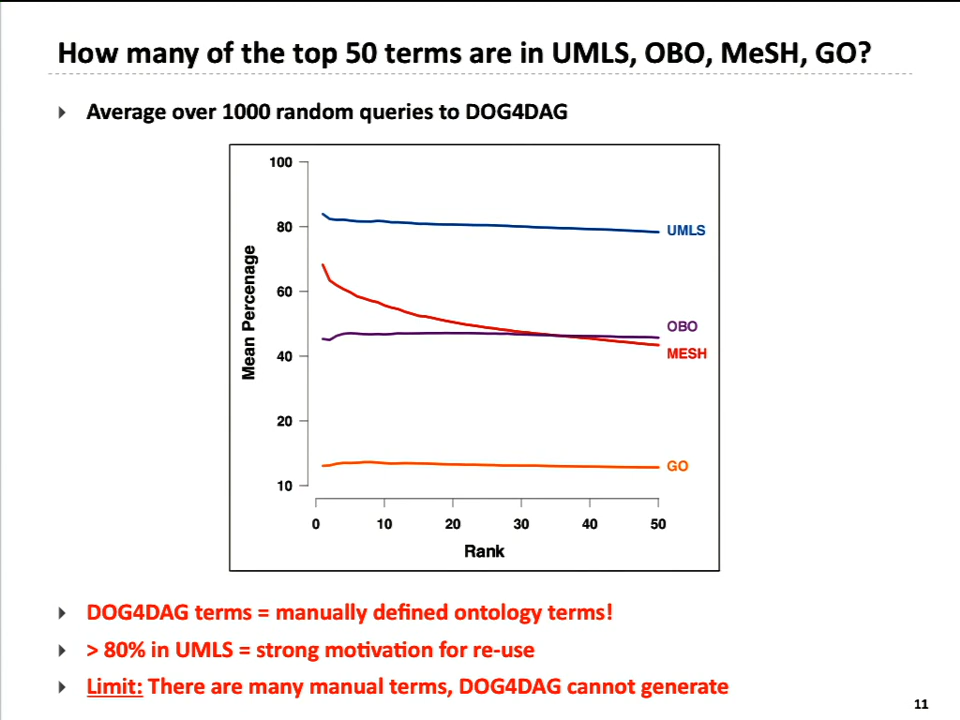 How many of the top 50 terms are in UMLS, OBO, MeSH, GO?
Average over 1000 random queries to DOG4DAG
100
80
60
40
20
10
Mean Percenage
UMLS
OBO
MESH
GO
0 10 20 30 40 50
Rank
DOG4DAG terms = manually defined ontology terms!
> 80% in UMLS = strong motivation for re-use
Limit: There are many manual terms, DOG4DAG cannot generate
11